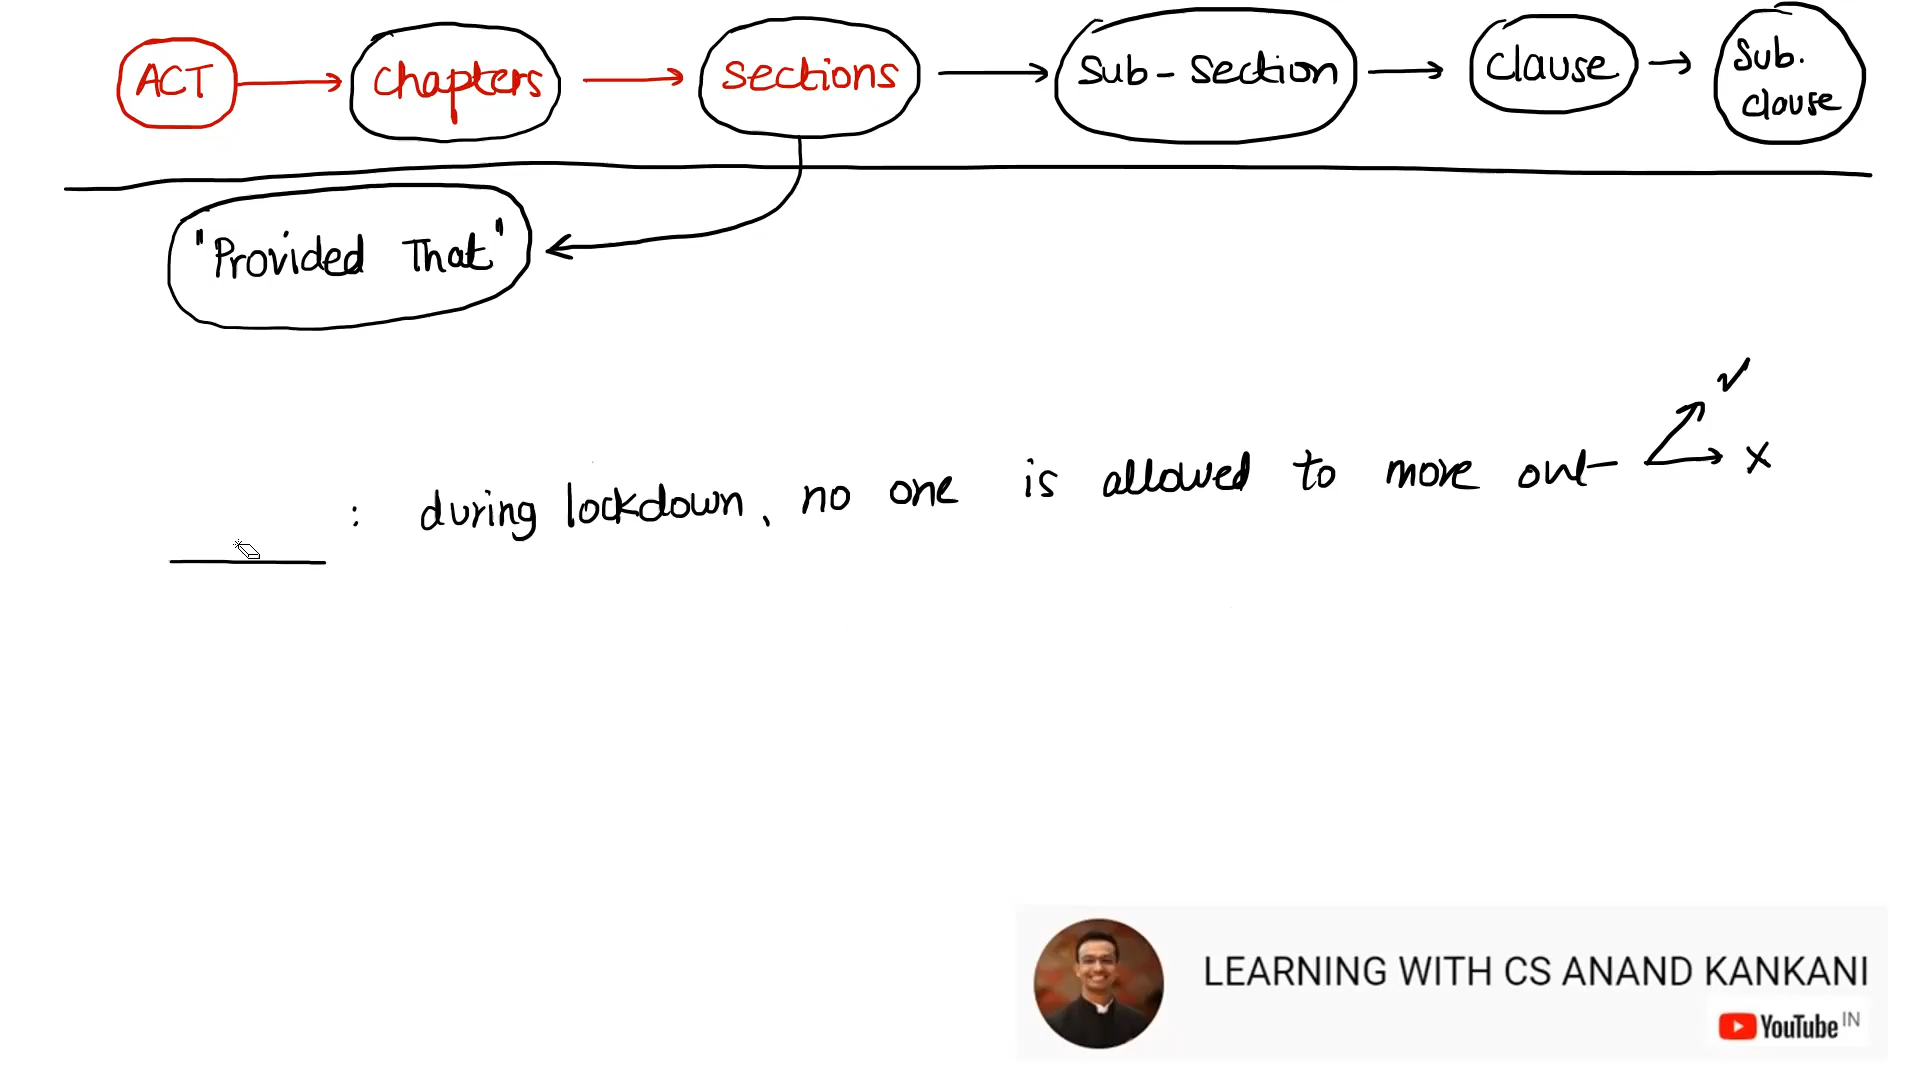 ACT → chapters → sections → Sub-Section → Clause → Sub. clause
"Provided That"
: during lockdown, no one is allowed to move out ✓ x
LEARNING WITH CS ANAND KANKANI
YouTube IN